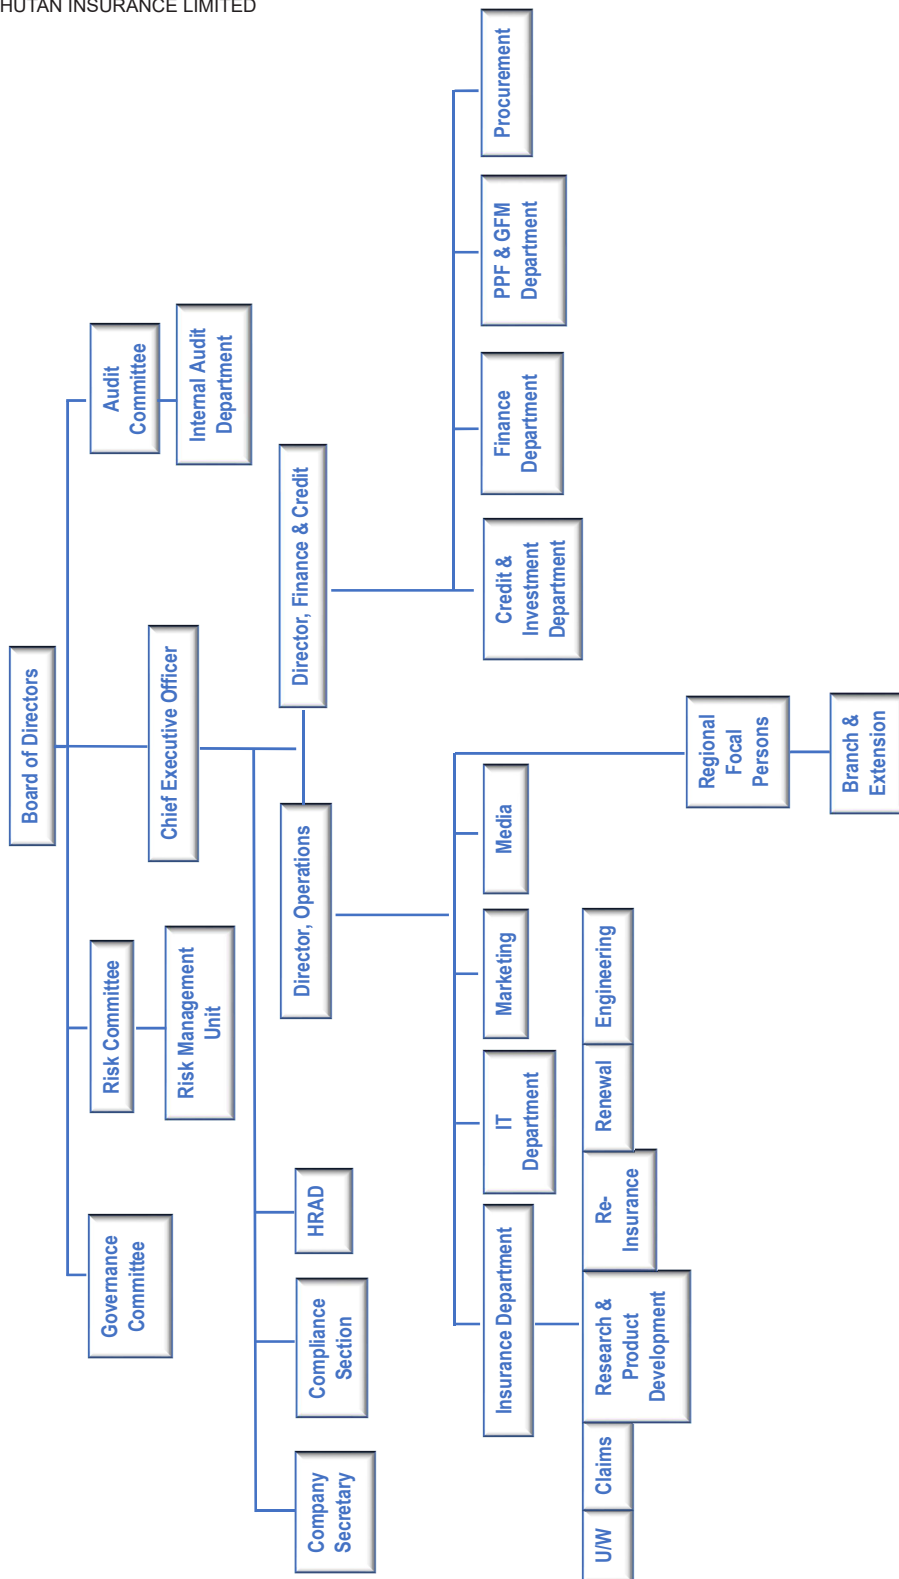 HUTAN INSURANCE LIMITED
Board of Directors
Governance
Committee
Risk Committee
Risk Management
Unit
Chief Executive Officer
Audit
Committee
Internal Audit
Department
Company
Secretary
Compliance
Section
HRAD
Director, Operations
Director, Finance & Credit
Insurance Department
IT
Department
Marketing
Media
Credit &
Investment
Department
Finance
Department
PPF & GFM
Department
Procurement
U/W
Claims
Research &
Product
Development
Re-
Insurance
Renewal
Engineering
Regional
Focal
Persons
Branch &
Extension